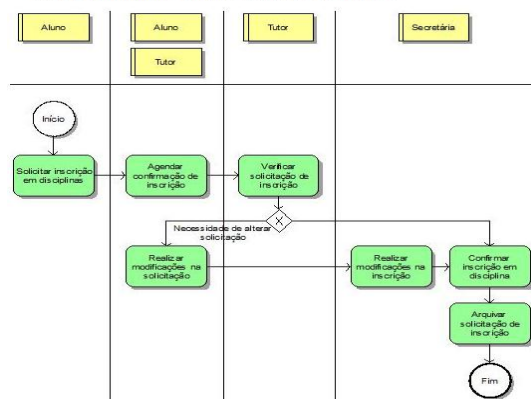 Aluno
Aluno
Tutor
Secretária
Tutor
Início
Solicitar inscrição
em disciplinas
Agendar
confirmação de
inscrição
Verificar
solicitação de
inscrição
X
Necessidade de alterar
solicitação
Realizar
modificações na
solicitação
Realizar
modificações na
inscrição
Confirmar
inscrição em
disciplina
Arquivar
solicitação de
inscrição
Fim